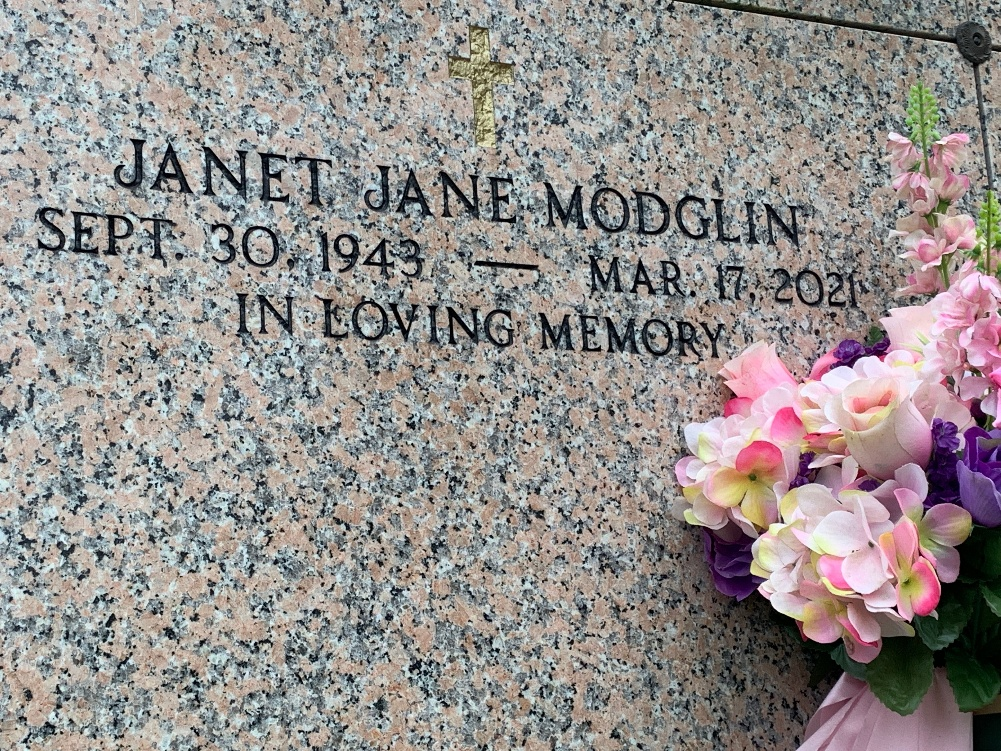 JANET JANE MODGLIN
SEPT. 30, 1943 — MAR. 17, 2021
IN LOVING MEMORY